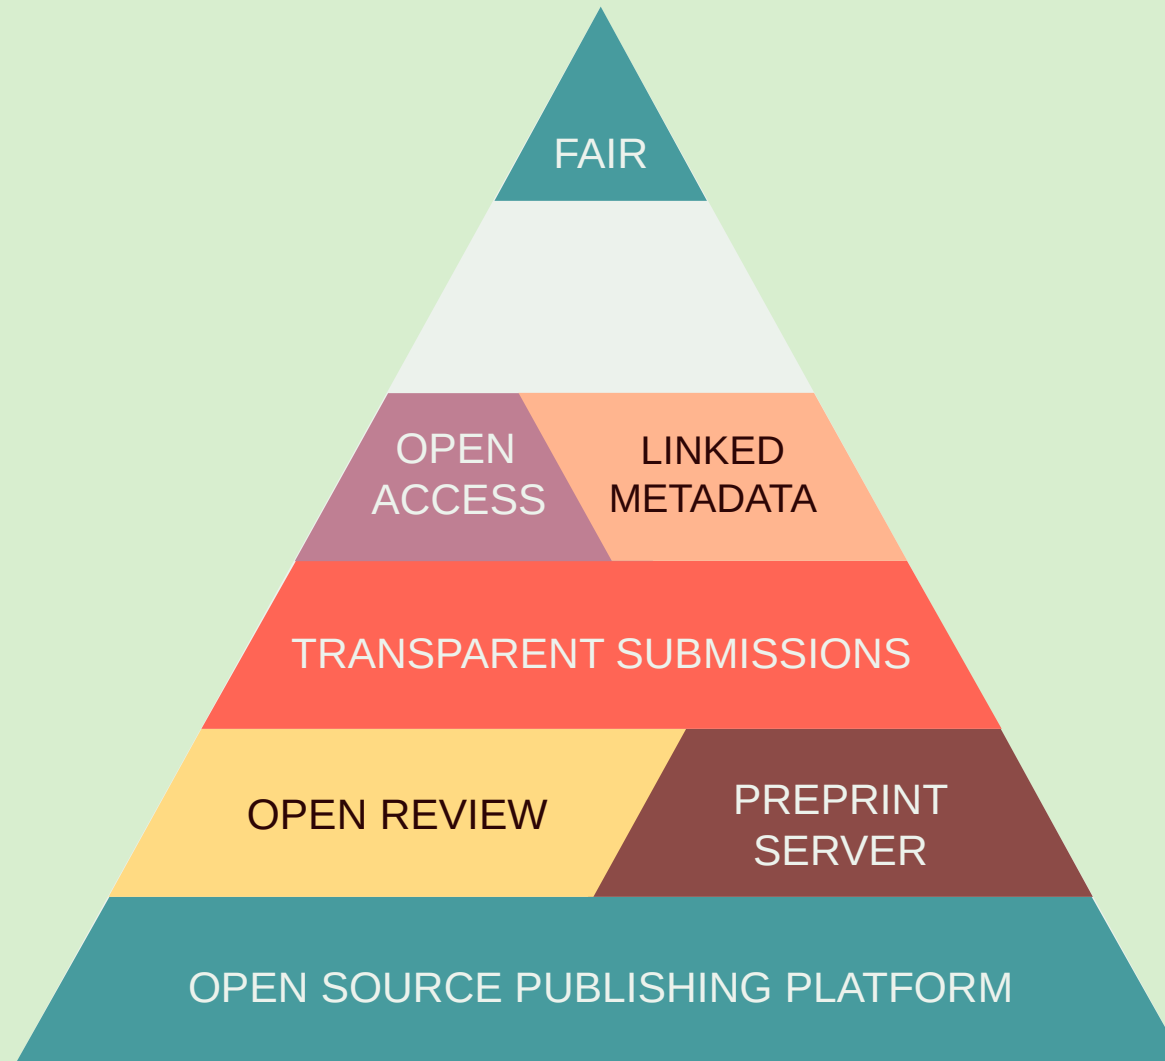 FAIR
OPEN
ACCESS
LINKED
METADATA
TRANSPARENT SUBMISSIONS
OPEN REVIEW
PREPRINT
SERVER
OPEN SOURCE PUBLISHING PLATFORM